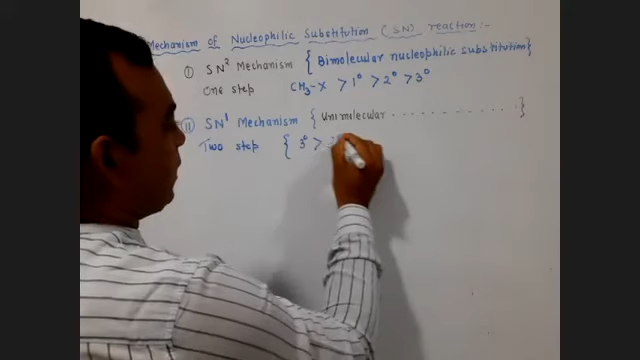 Mechanism of Nucleophilic Substitution (SN) reaction :-
(I) SN² Mechanism { Bimolecular nucleophilic substitution }
One step CH₃-X > 1° > 2° > 3°
(II) SN¹ Mechanism { Unimilecular . . . . . . . . . . . }
Two step { 3° >